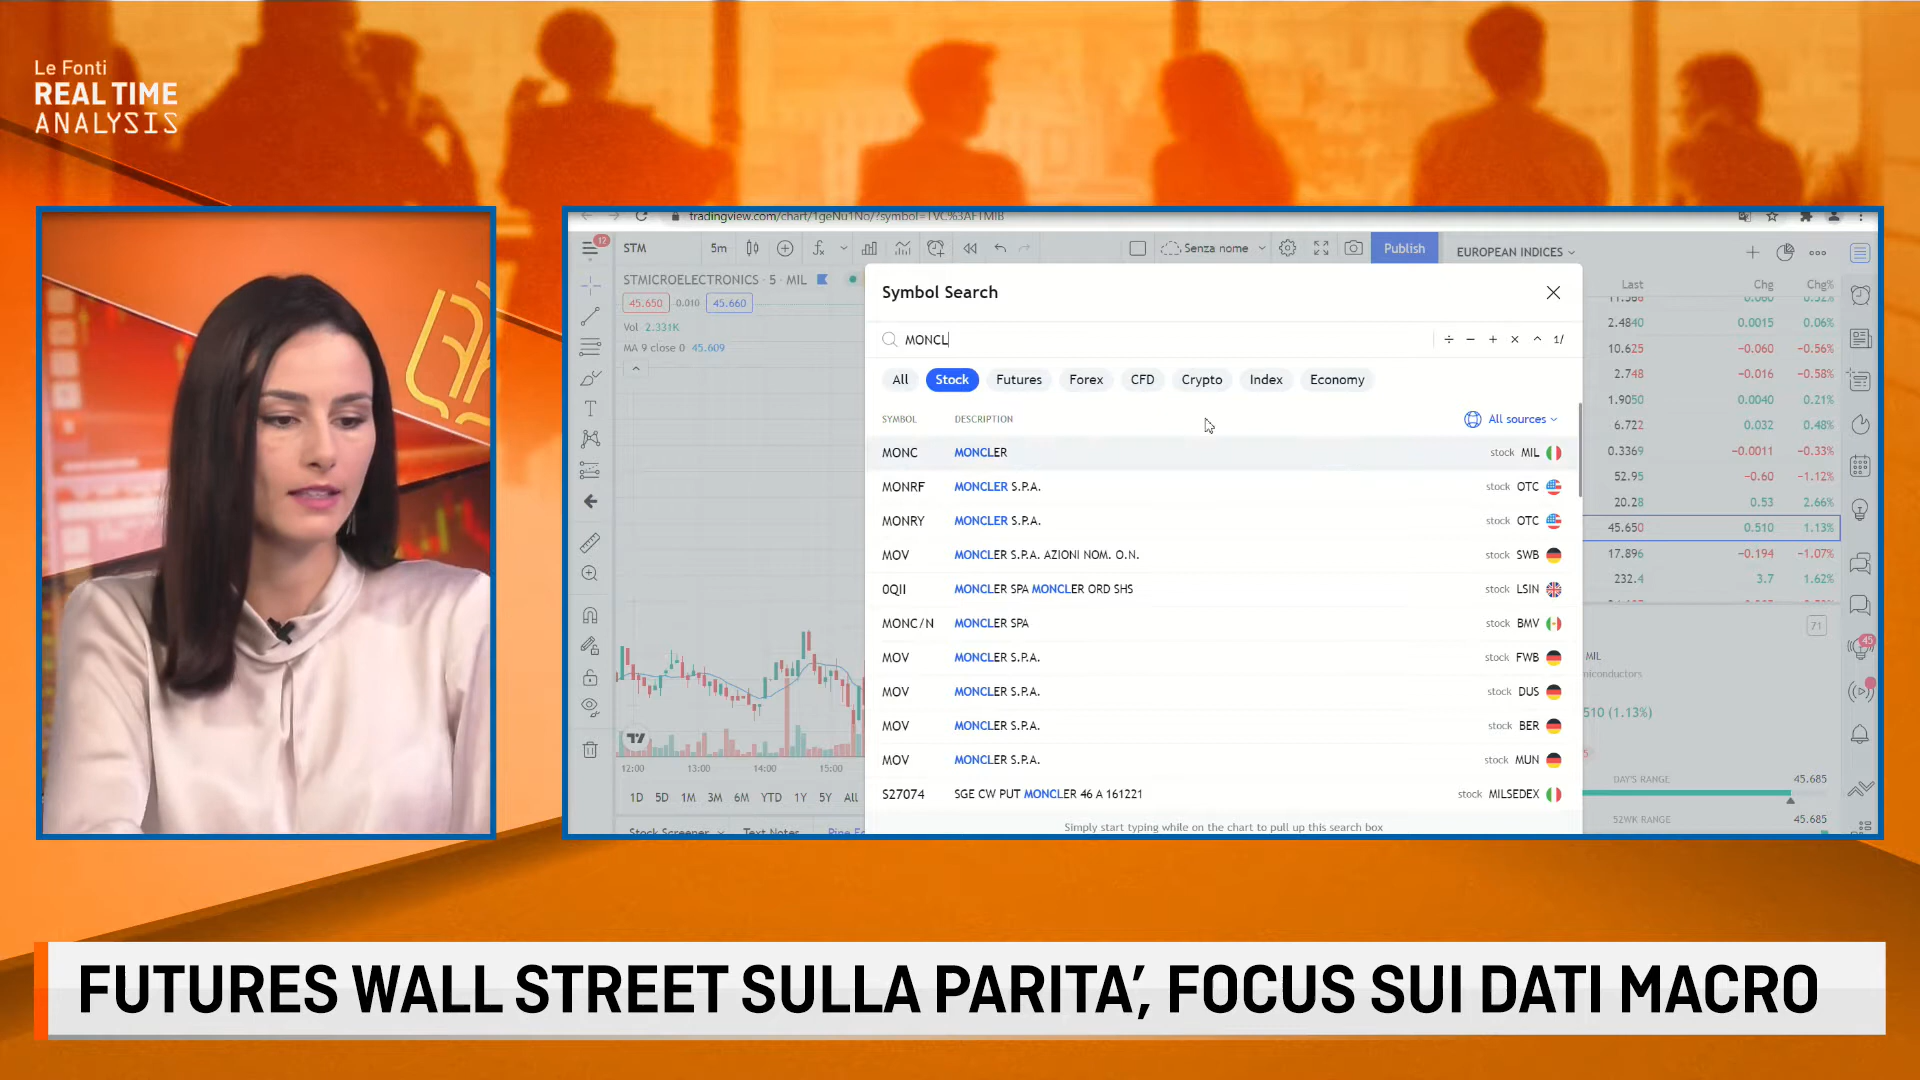 Le Fonti
REAL TIME
ANALYSIS
tradingview.com/chart/1geNu1No/?symbol=TVC%3AFTMIB
12
STM
5m
Senza nome
Publish
EUROPEAN INDICES
STMICROELECTRONICS · 5 · MIL
45.650 0.010 45.660
Vol 2.331K
MA 9 close 0 45.609
12:00 13:00 14:00 15:00
1D 5D 1M 3M 6M YTD 1Y 5Y All
Stock Screener Text Notes
Symbol Search
MONCL
÷ − + × ^ 1/
All Stock Futures Forex CFD Crypto Index Economy
SYMBOL DESCRIPTION All sources
MONC MONCLER stock MIL
MONRF MONCLER S.P.A. stock OTC
MONRY MONCLER S.P.A. stock OTC
MOV MONCLER S.P.A. AZIONI NOM. O.N. stock SWB
0QII MONCLER SPA MONCLER ORD SHS stock LSIN
MONC/N MONCLER SPA stock BMV
MOV MONCLER S.P.A. stock FWB
MOV MONCLER S.P.A. stock DUS
MOV MONCLER S.P.A. stock BER
MOV MONCLER S.P.A. stock MUN
S27074 SGE CW PUT MONCLER 46 A 161221 stock MILSEDEX
Simply start typing while on the chart to pull up this search box
Last Chg Chg%
2.4840 0.0015 0.06%
10.625 −0.060 −0.56%
2.748 −0.016 −0.58%
1.9050 0.0040 0.21%
6.722 0.032 0.48%
0.3369 −0.0011 −0.33%
52.95 −0.60 −1.12%
20.28 0.53 2.66%
45.650 0.510 1.13%
17.896 −0.194 −1.07%
232.4 3.7 1.62%
71
MIL
510 (1.13%)
45
DAY'S RANGE 45.685
52WK RANGE 45.685
FUTURES WALL STREET SULLA PARITA', FOCUS SUI DATI MACRO